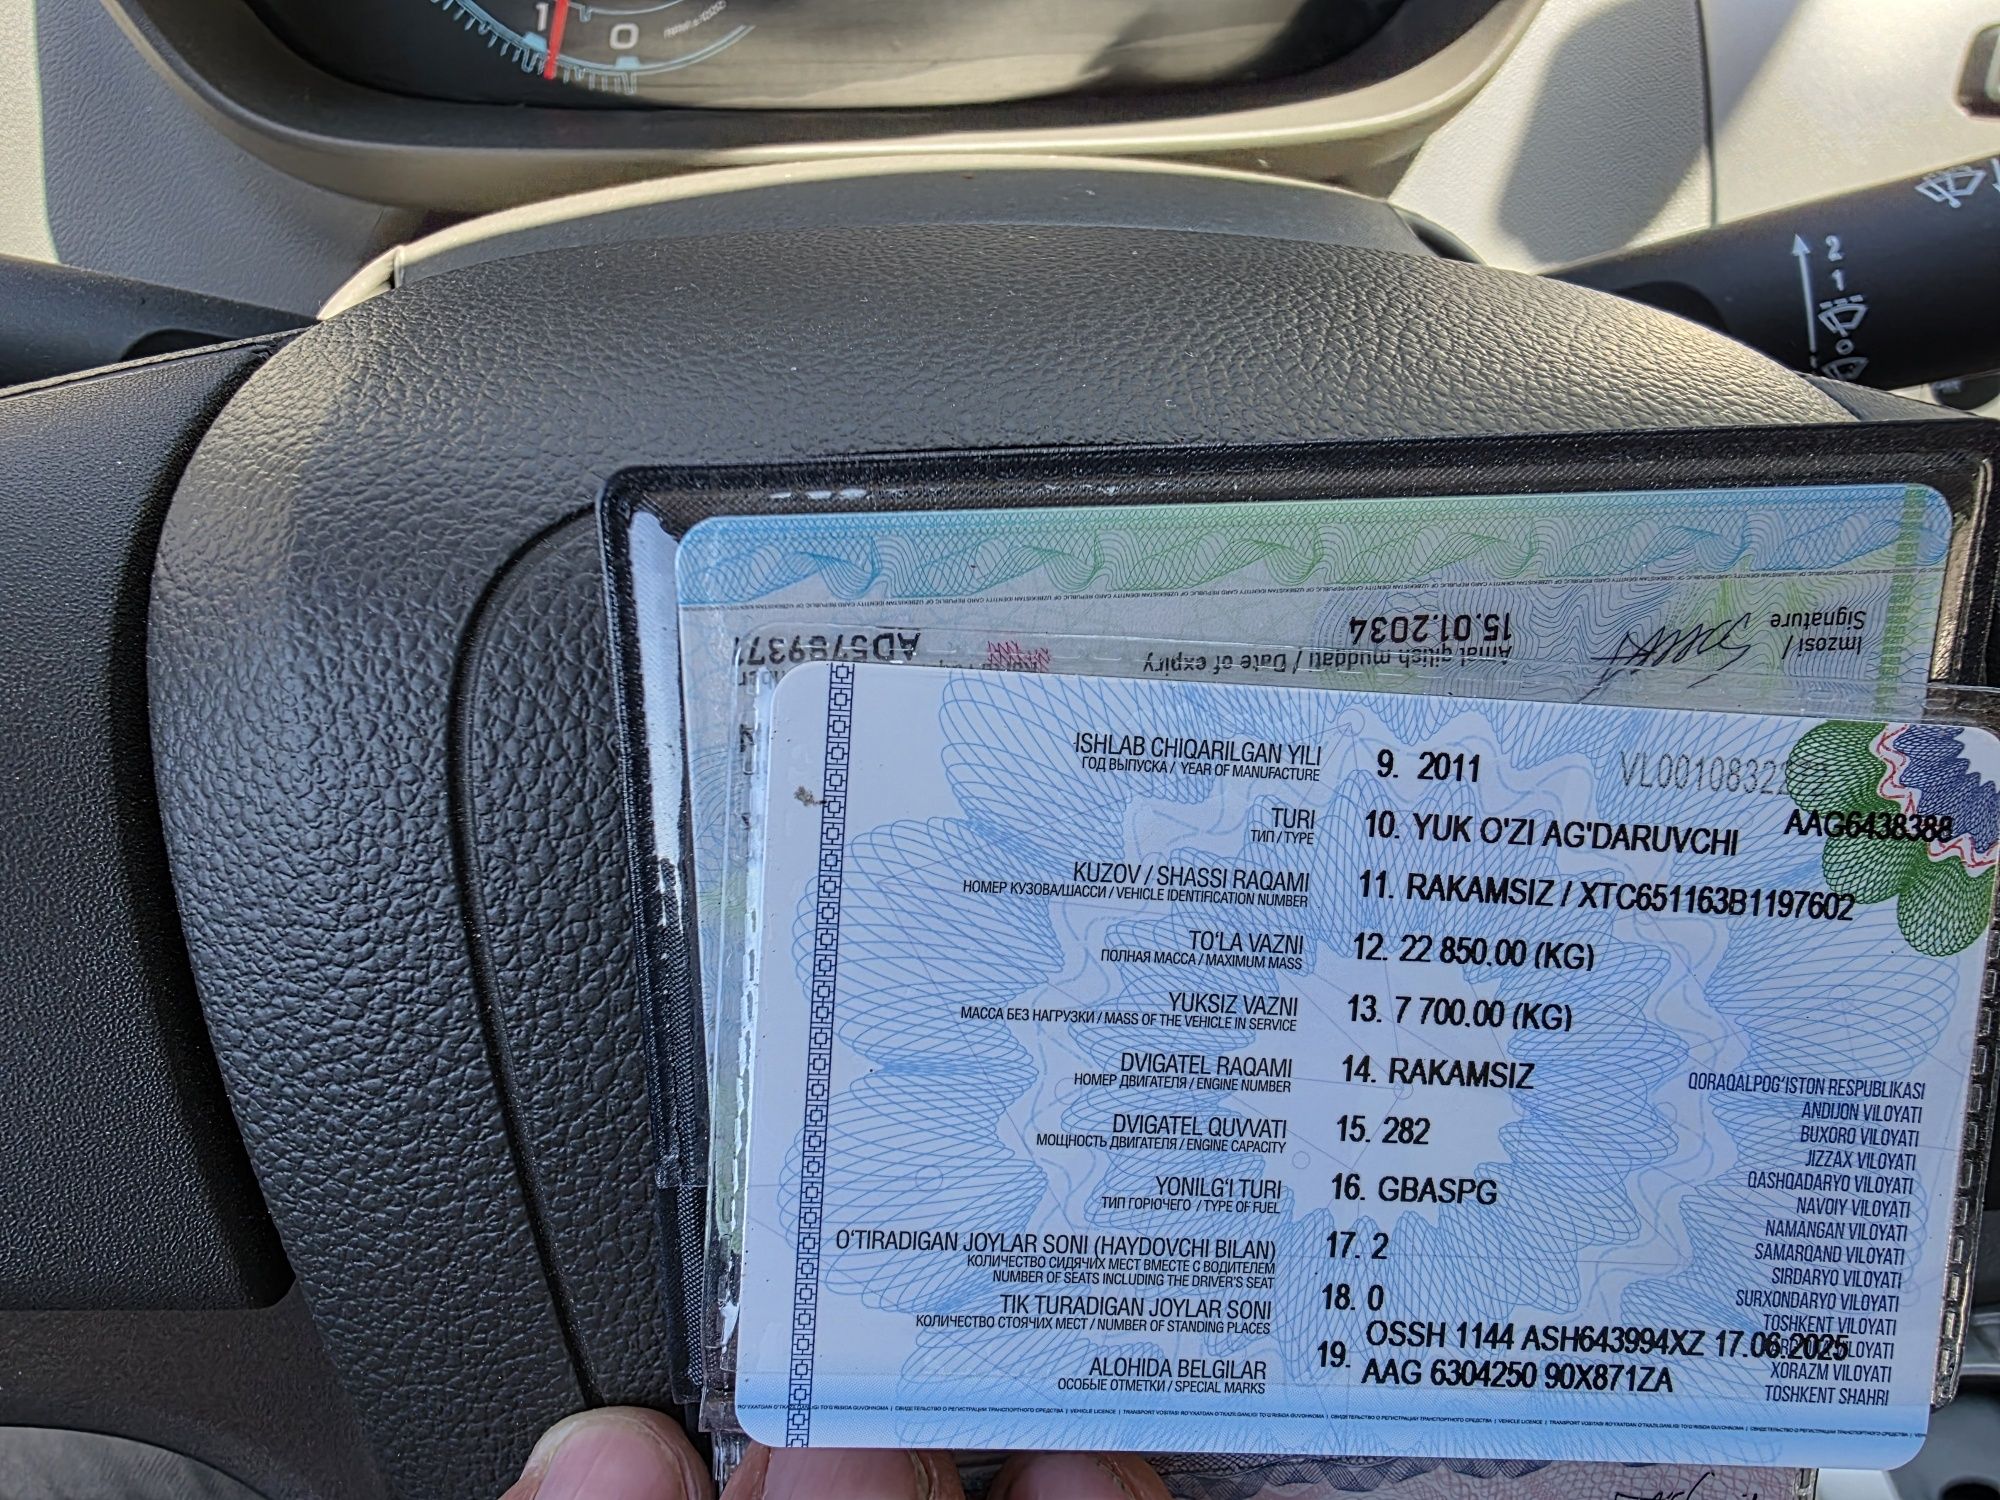 1
0
2
1
0
Imzosi /
Signature
15.01.2034
Amal qilish muddati / Date of expiry
ISHLAB CHIQARILGAN YILI
ГОД ВЫПУСКА / YEAR OF MANUFACTURE
9. 2011
AAG6438388
TURI
ТИП / TYPE
10. YUK O'ZI AG'DARUVCHI
KUZOV / SHASSI RAQAMI
НОМЕР КУЗОВА/ШАССИ / VEHICLE IDENTIFICATION NUMBER
11. RAKAMSIZ / XTC651163B1197602
TO‘LA VAZNI
ПОЛНАЯ МАССА / MAXIMUM MASS
12. 22 850.00 (KG)
YUKSIZ VAZNI
МАССА БЕЗ НАГРУЗКИ / MASS OF THE VEHICLE IN SERVICE
13. 7 700.00 (KG)
DVIGATEL RAQAMI
НОМЕР ДВИГАТЕЛЯ / ENGINE NUMBER
14. RAKAMSIZ
DVIGATEL QUVVATI
МОЩНОСТЬ ДВИГАТЕЛЯ / ENGINE CAPACITY
15. 282
YONILG‘I TURI
ТИП ГОРЮЧЕГО / TYPE OF FUEL
16. GBASPG
O‘TIRADIGAN JOYLAR SONI (HAYDOVCHI BILAN)
КОЛИЧЕСТВО СИДЯЧИХ МЕСТ ВМЕСТЕ С ВОДИТЕЛЕМ
NUMBER OF SEATS INCLUDING THE DRIVER'S SEAT
17. 2
TIK TURADIGAN JOYLAR SONI
КОЛИЧЕСТВО СТОЯЧИХ МЕСТ / NUMBER OF STANDING PLACES
18. 0
ALOHIDA BELGILAR
ОСОБЫЕ ОТМЕТКИ / SPECIAL MARKS
19. OSSH 1144 ASH643994XZ 17.06.2025
AAG 6304250 90X871ZA
QORAQALPOG‘ISTON RESPUBLIKASI
ANDIJON VILOYATI
BUXORO VILOYATI
JIZZAX VILOYATI
QASHQADARYO VILOYATI
NAVOIY VILOYATI
NAMANGAN VILOYATI
SAMARQAND VILOYATI
SIRDARYO VILOYATI
SURXONDARYO VILOYATI
TOSHKENT VILOYATI
XORAZM VILOYATI
TOSHKENT SHAHRI